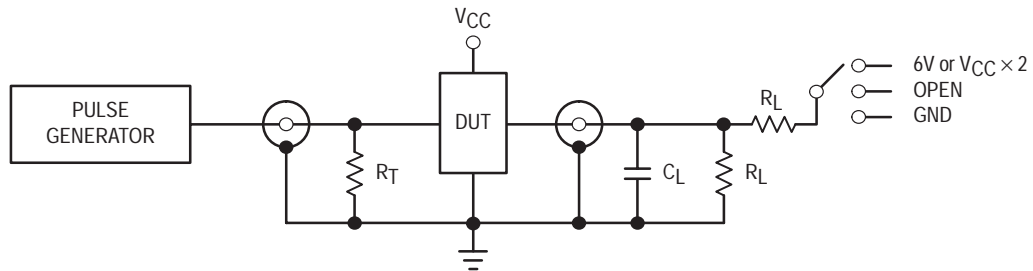 VCC
6V or VCC × 2
OPEN
GND
RL
PULSE
GENERATOR
DUT
RT
CL
RL